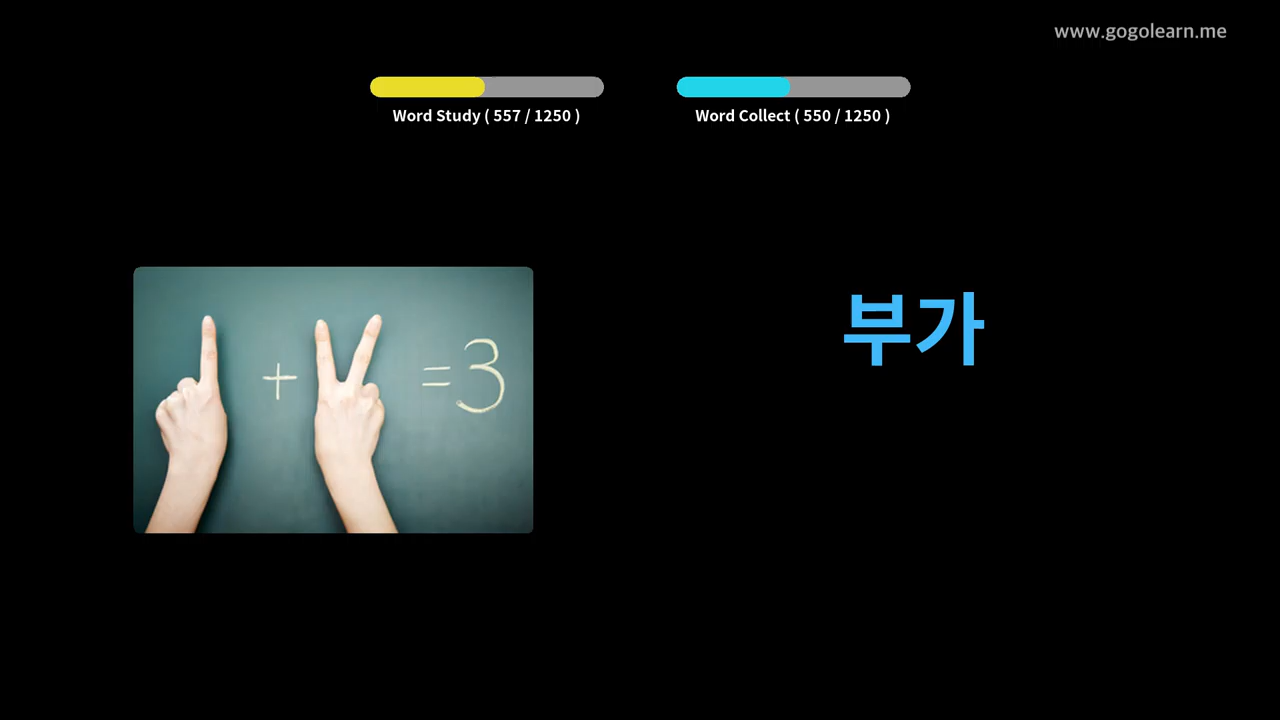 www.gogolearn.me
Word Study ( 557 / 1250 )
Word Collect ( 550 / 1250 )
+ = 3
부가